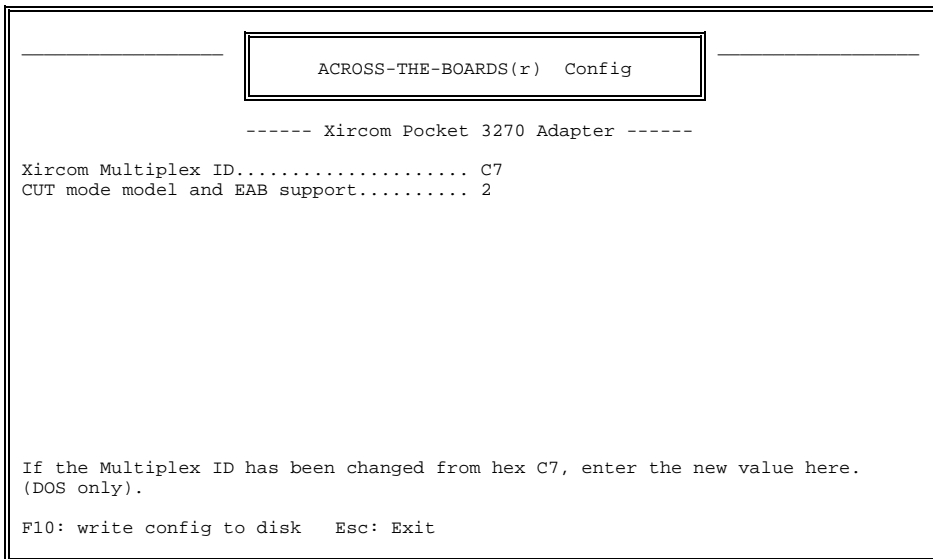 ACROSS-THE-BOARDS(r)  Config
------ Xircom Pocket 3270 Adapter ------
Xircom Multiplex ID..................... C7
CUT mode model and EAB support.......... 2
If the Multiplex ID has been changed from hex C7, enter the new value here.
(DOS only).
F10: write config to disk   Esc: Exit